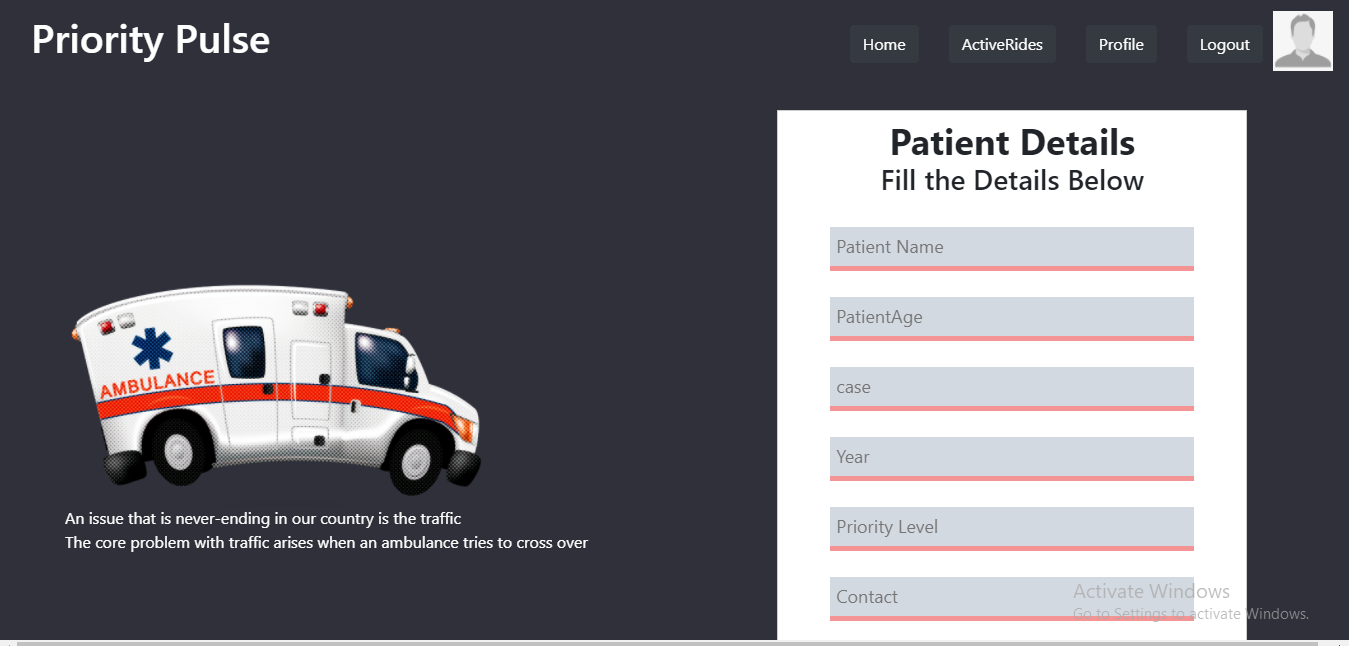 Priority Pulse
Home
ActiveRides
Profile
Logout
Patient Details
Fill the Details Below
Patient Name
PatientAge
case
Year
Priority Level
Contact
AMBULANCE
An issue that is never-ending in our country is the traffic
The core problem with traffic arises when an ambulance tries to cross over
Activate Windows
Go to Settings to activate Windows.